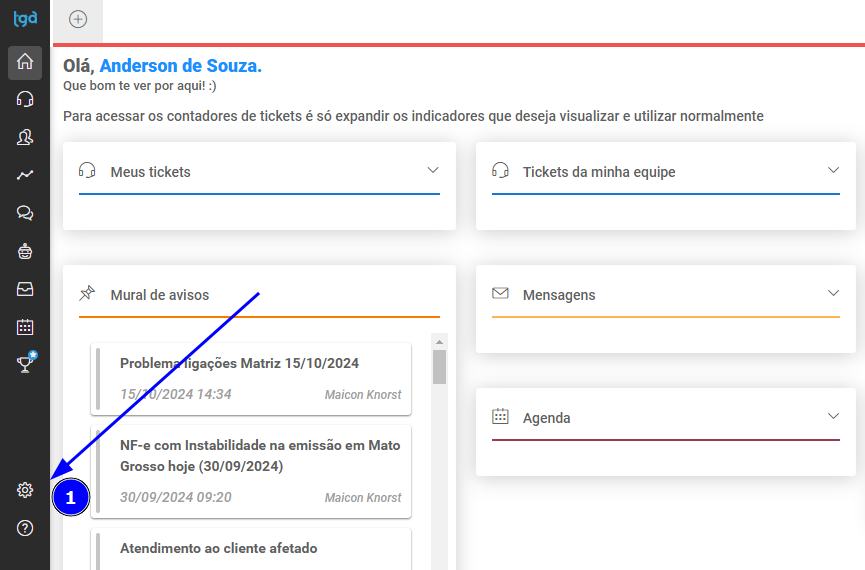 tgd
Olá, Anderson de Souza.
Que bom te ver por aqui! :)
Para acessar os contadores de tickets é só expandir os indicadores que deseja visualizar e utilizar normalmente
Meus tickets
Tickets da minha equipe
Mural de avisos
Problema ligações Matriz 15/10/2024
15/10/2024 14:34
Maicon Knorst
NF-e com Instabilidade na emissão em Mato
Grosso hoje (30/09/2024)
30/09/2024 09:20
Maicon Knorst
Atendimento ao cliente afetado
Mensagens
Agenda
1